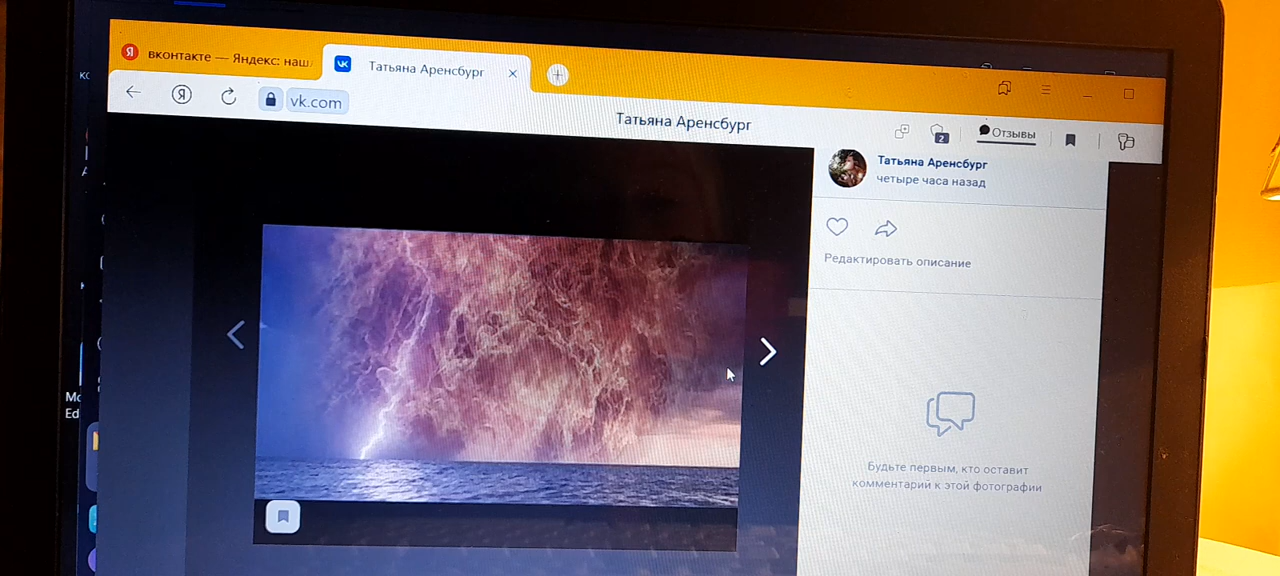 вконтакте — Яндекс: наш
Татьяна Аренсбург
vk.com
Татьяна Аренсбург
2
Отзывы
Татьяна Аренсбург
четыре часа назад
Редактировать описание
Будьте первым, кто оставит
комментарий к этой фотографии